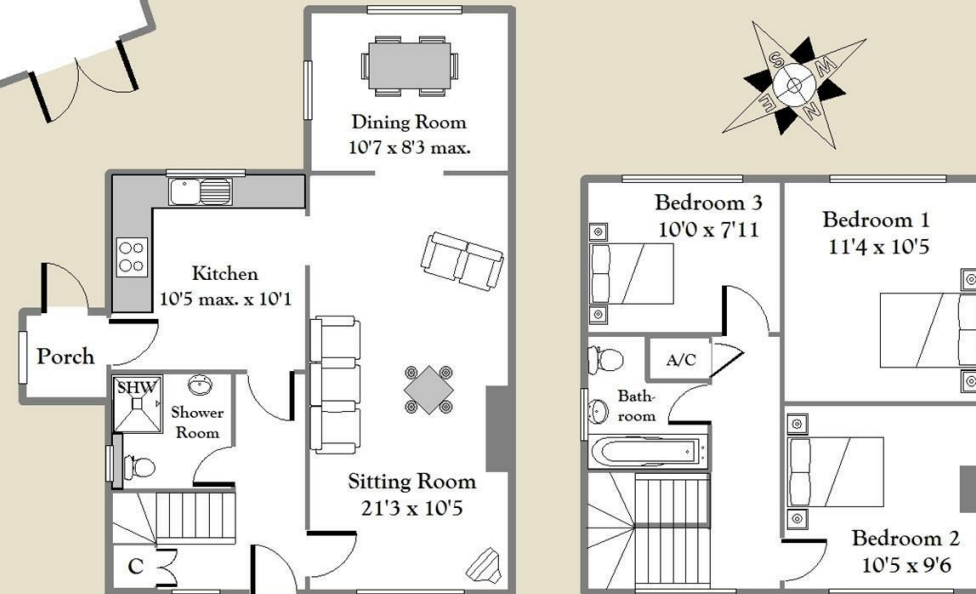 Dining Room
10'7 x 8'3 max.
S
W
E
N
Kitchen
10'5 max. x 10'1
Porch
SHW
Shower
Room
Sitting Room
21'3 x 10'5
C
Bedroom 3
10'0 x 7'11
Bedroom 1
11'4 x 10'5
A/C
Bath-
room
Bedroom 2
10'5 x 9'6